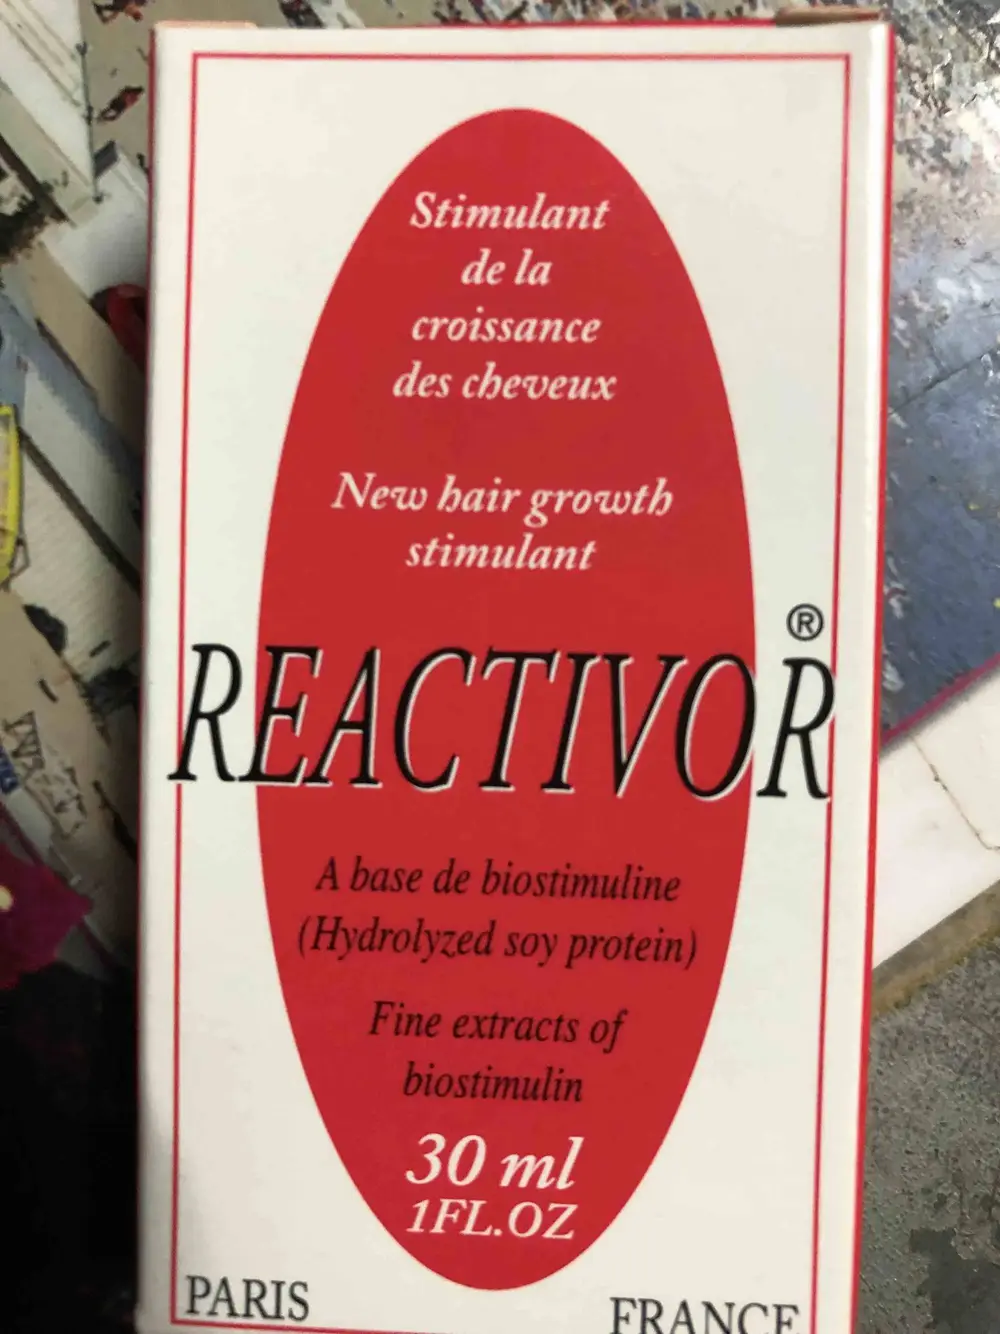 Stimulant
de la
croissance
des cheveux
New hair growth
stimulant
REACTIVOR®
A base de biostimuline
(Hydrolyzed soy protein)
Fine extracts of
biostimulin
30 ml
1FL.OZ
PARIS FRANCE